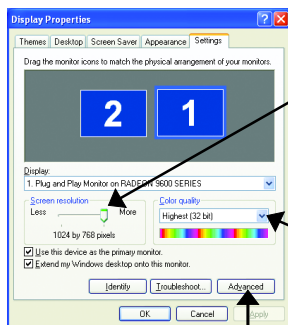 Display Properties
Themes Desktop Screen Saver Appearance Settings
Drag the monitor icons to match the physical arrangement of your monitors.
2 1
Display:
1. Plug and Play Monitor on RADEON 9600 SERIES
Screen resolution
Less More
1024 by 768 pixels
Color quality
Highest (32 bit)
Use this device as the primary monitor.
Extend my Windows desktop onto this monitor.
Identify Troubleshoot... Advanced
OK Cancel Apply